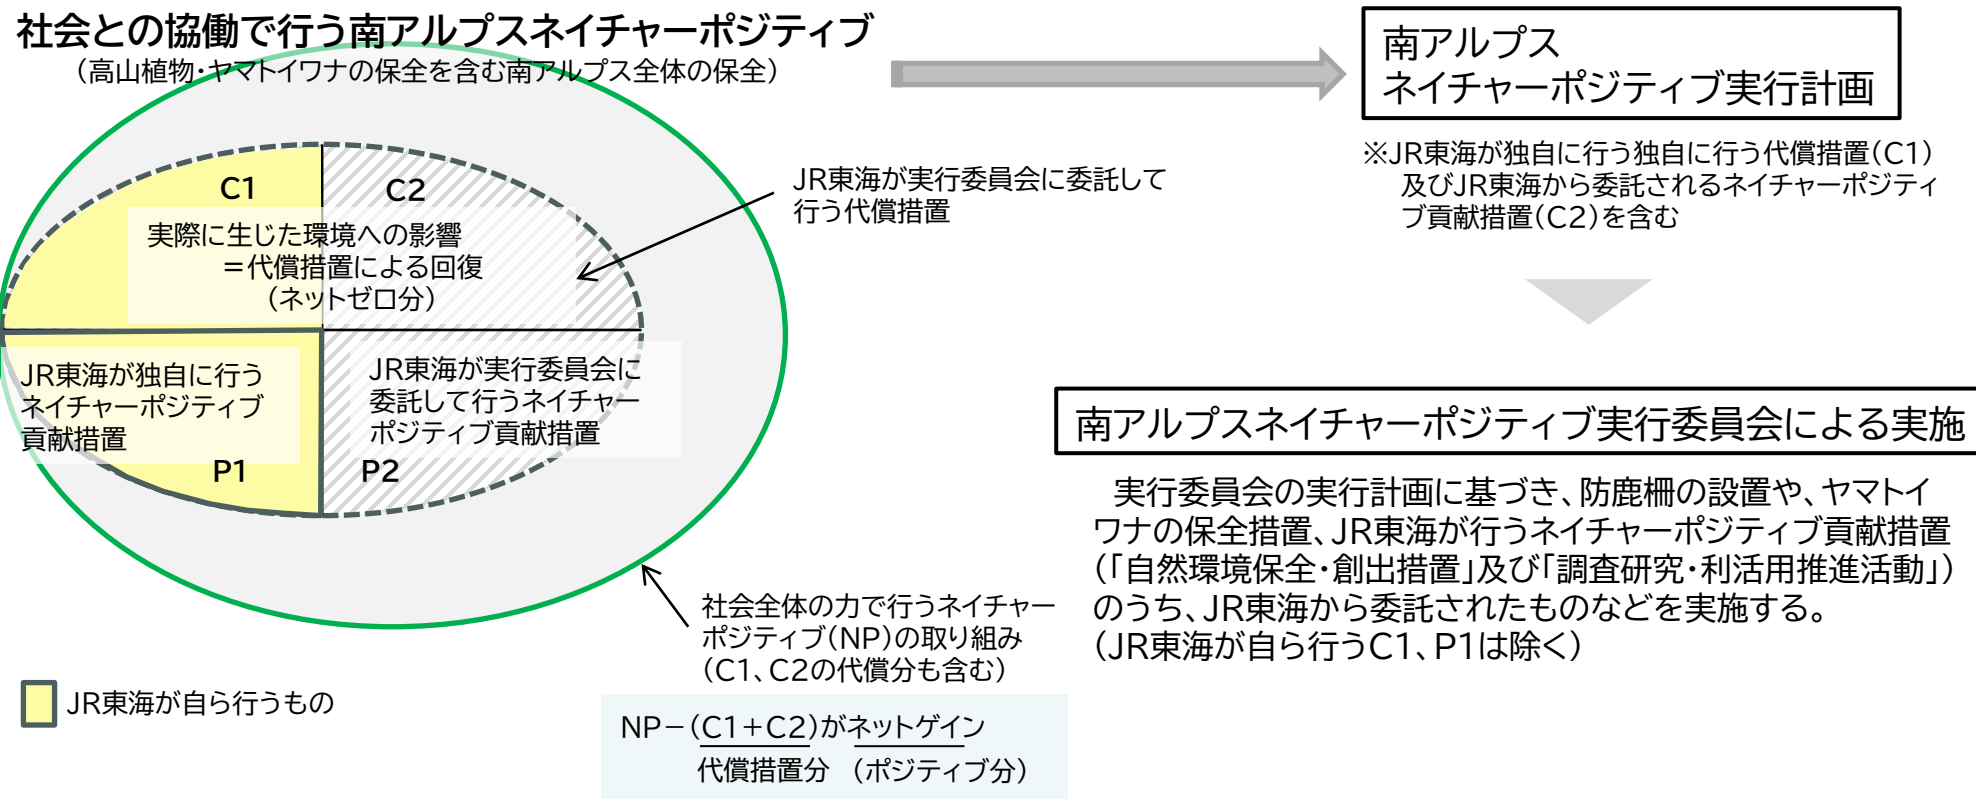 社会との協働で行う南アルプスネイチャーポジティブ
（高山植物・ヤマトイワナの保全を含む南アルプス全体の保全）
南アルプス
ネイチャーポジティブ実行計画
※JR東海が独自に行う独自に行う代償措置（C1）
及びJR東海から委託されるネイチャーポジティ
ブ貢献措置（C2）を含む
C1
C2
実際に生じた環境への影響
＝代償措置による回復
（ネットゼロ分）
JR東海が実行委員会に委託して
行う代償措置
JR東海が独自に行う
ネイチャーポジティブ
貢献措置
P1
JR東海が実行委員会に
委託して行うネイチャー
ポジティブ貢献措置
P2
南アルプスネイチャーポジティブ実行委員会による実施
実行委員会の実行計画に基づき、防鹿柵の設置や、ヤマトイ
ワナの保全措置、JR東海が行うネイチャーポジティブ貢献措置
（「自然環境保全・創出措置」及び「調査研究・利活用推進活動」）
のうち、JR東海から委託されたものなどを実施する。
（JR東海が自ら行うC1、P1は除く）
社会全体の力で行うネイチャー
ポジティブ（NP）の取り組み
（C1、C2の代償分も含む）
JR東海が自ら行うもの
NP－（C1＋C2）がネットゲイン
代償措置分 （ポジティブ分）